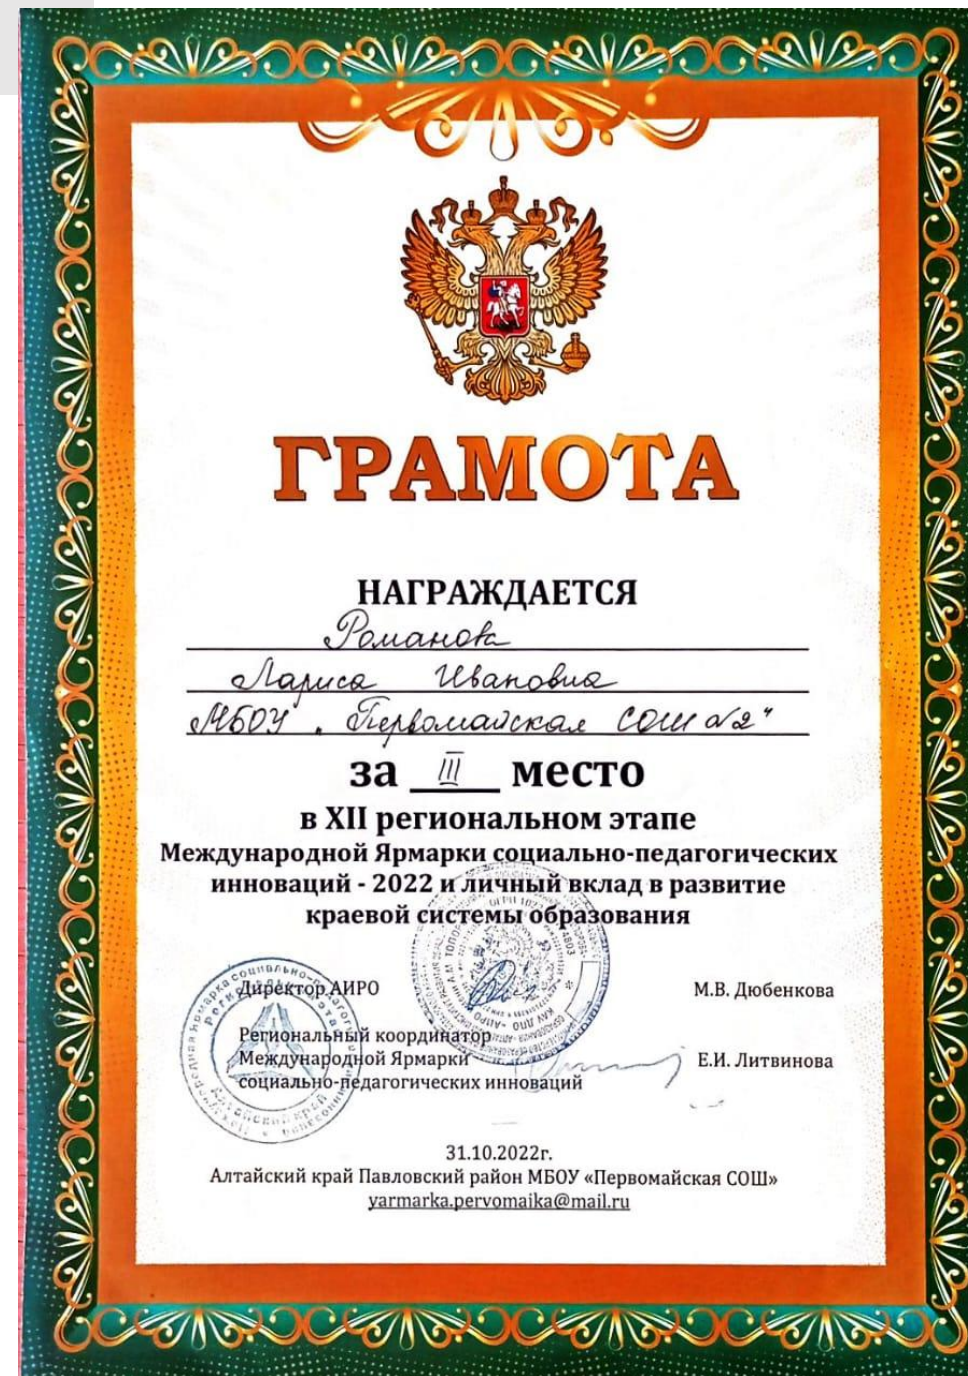 ГРАМОТА
НАГРАЖДАЕТСЯ
Романова
Лариса Ивановна
МБОУ "Первомайская СОШ №2"
за III место
в XII региональном этапе
Международной Ярмарки социально-педагогических
инноваций - 2022 и личный вклад в развитие
краевой системы образования
Директор АИРО М.В. Дюбенкова
Региональный координатор
Международной Ярмарки Е.И. Литвинова
социально-педагогических инноваций
31.10.2022г.
Алтайский край Павловский район МБОУ «Первомайская СОШ»
yarmarka.pervomaika@mail.ru
Алтайский край